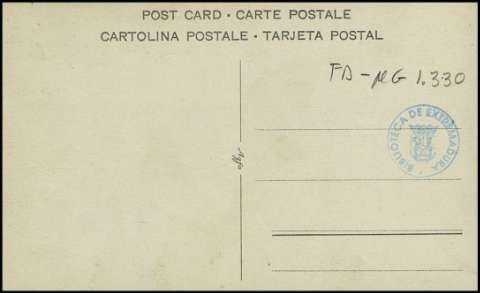 POST CARD • CARTE POSTALE
CARTOLINA POSTALE • TARJETA POSTAL
FD - MG 1.330
BIBLIOTECA DE EXTREMADURA